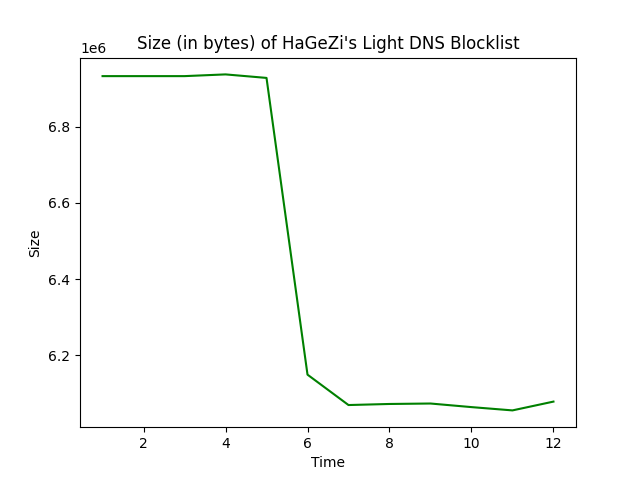 Size (in bytes) of HaGeZi's Light DNS Blocklist
1e6
6.8
6.6
6.4
6.2
Size
2 4 6 8 10 12
Time